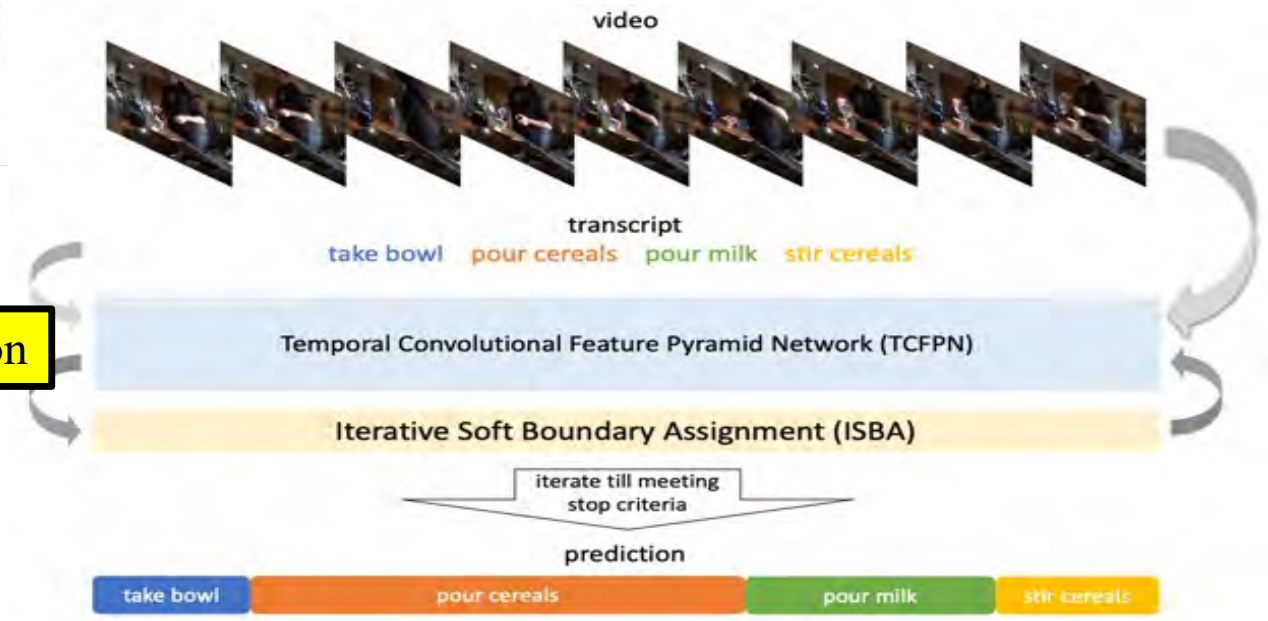 video
transcript
take bowl pour cereals pour milk stir cereals
Temporal Convolutional Feature Pyramid Network (TCFPN)
on
Iterative Soft Boundary Assignment (ISBA)
iterate till meeting
stop criteria
prediction
take bowl pour cereals pour milk stir cereals